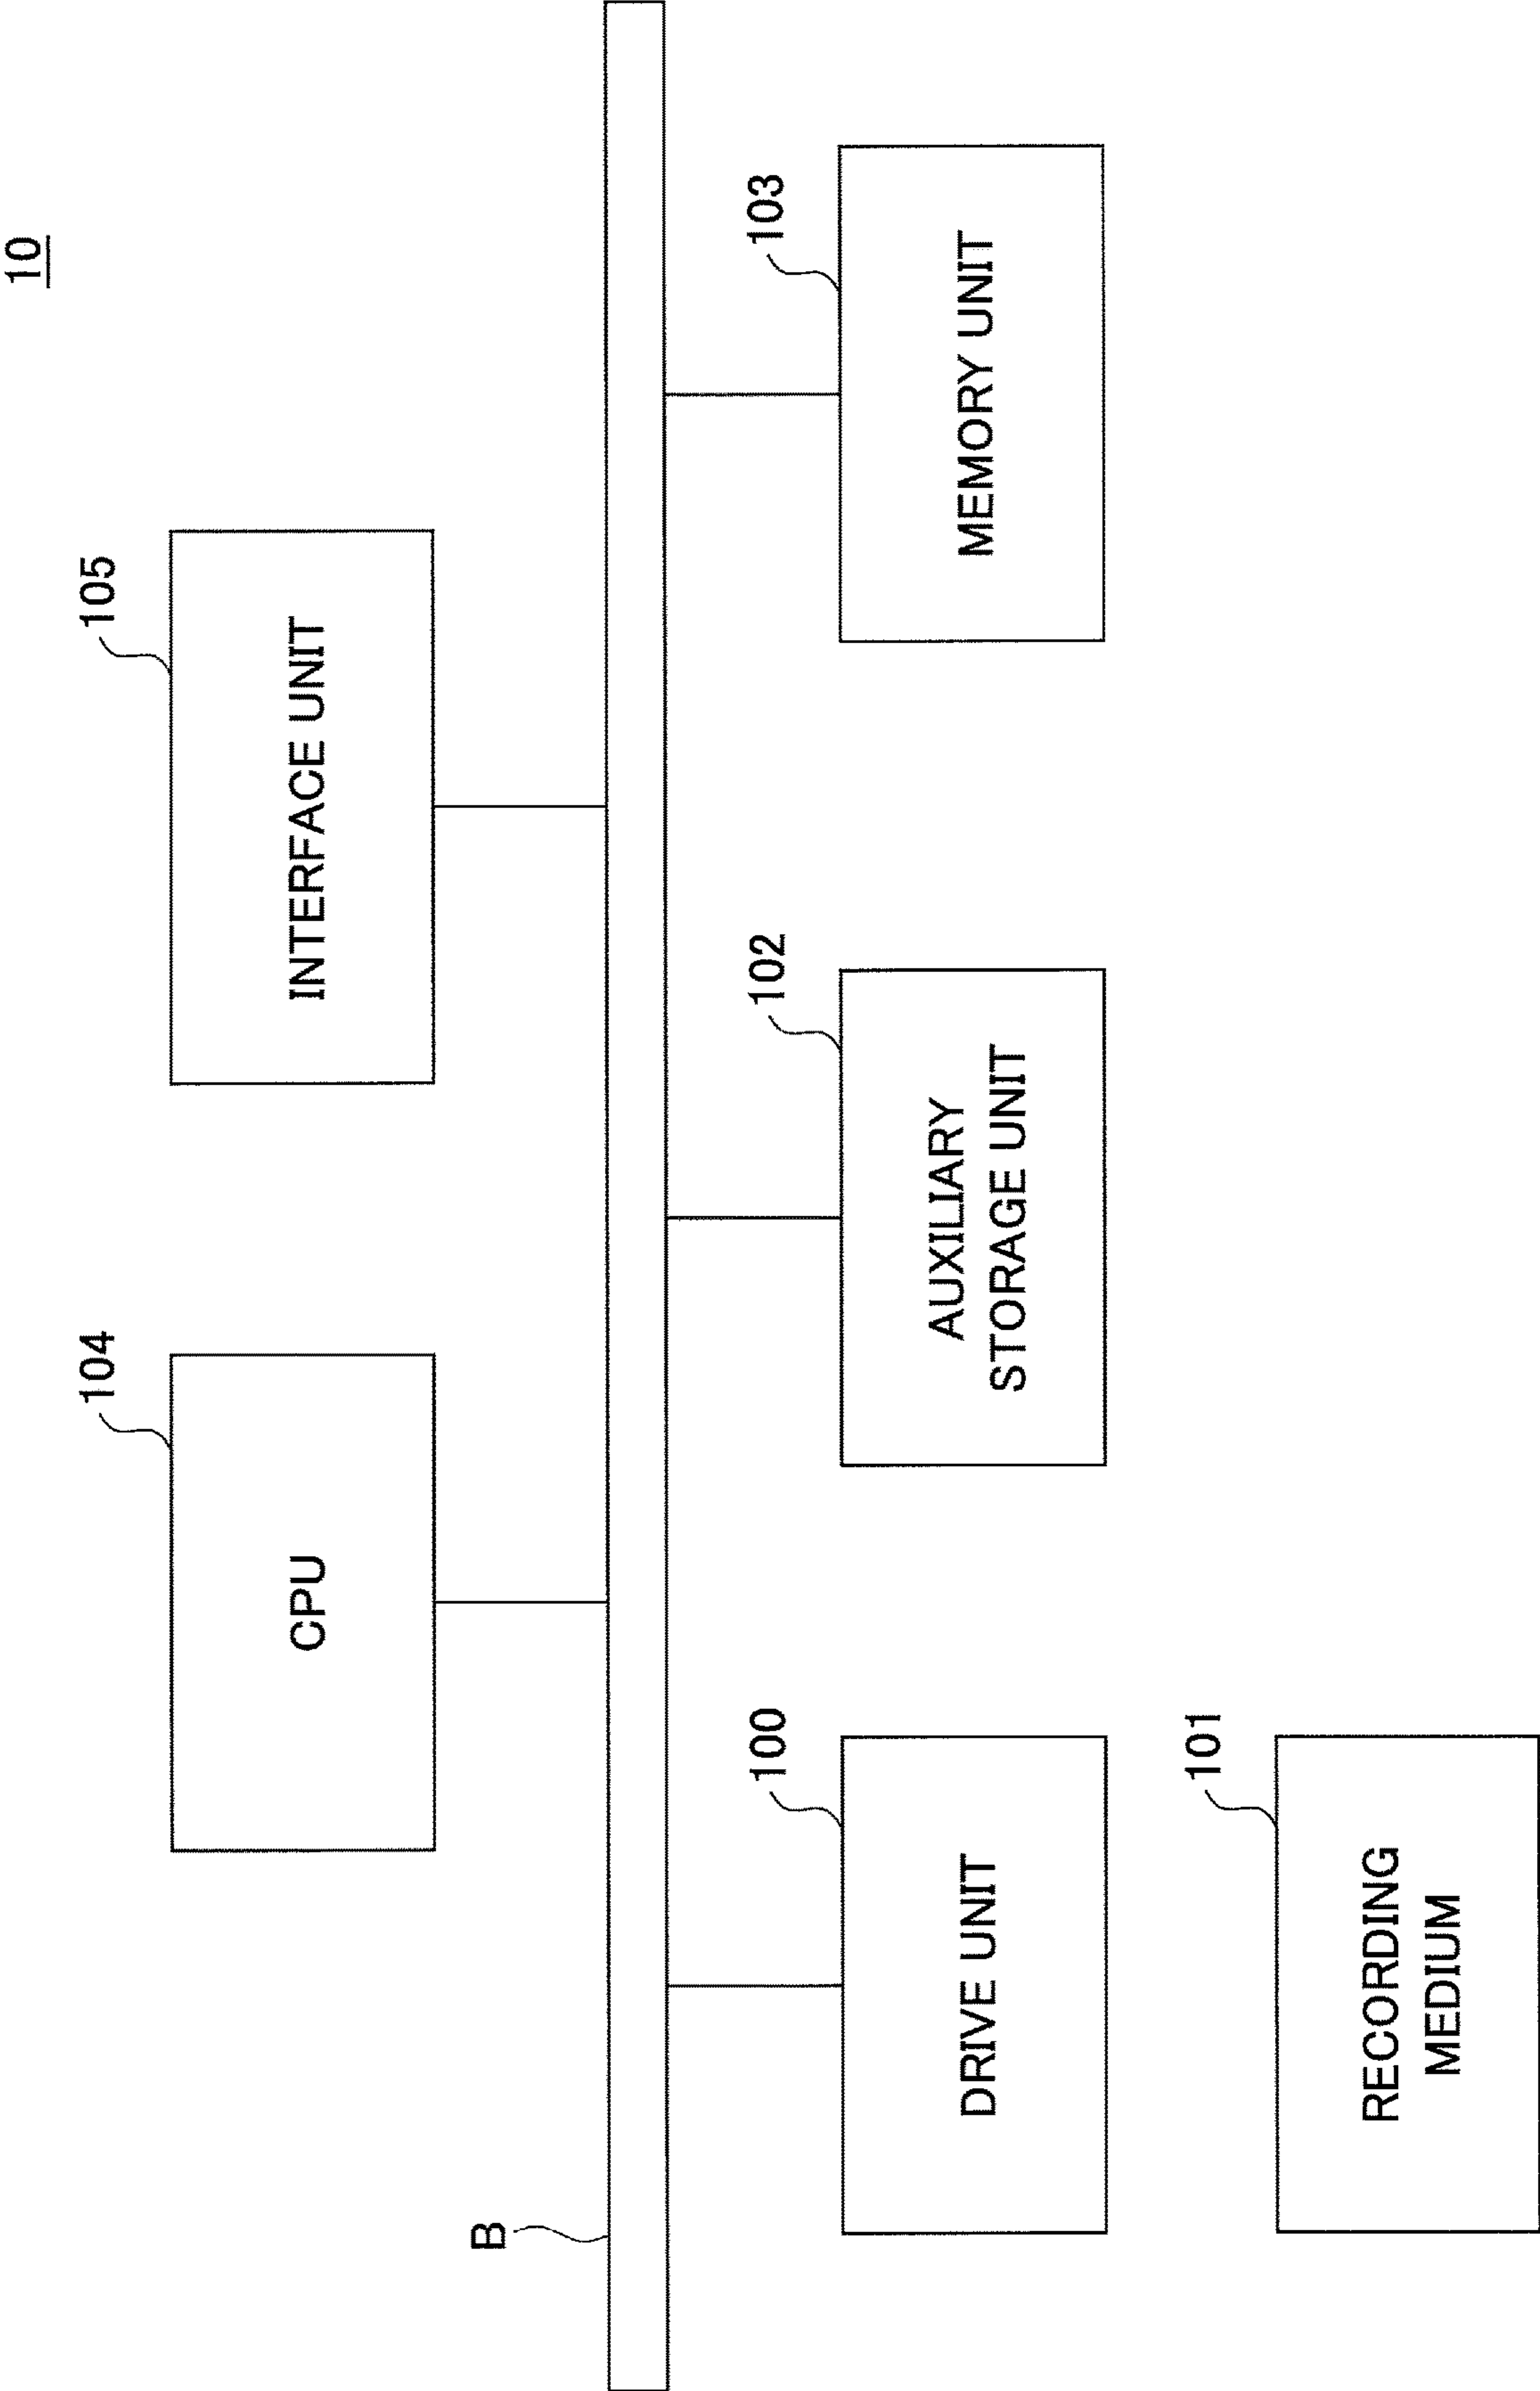 10
104
CPU
105
INTERFACE UNIT
B
100
DRIVE UNIT
102
AUXILIARY
STORAGE UNIT
103
MEMORY UNIT
101
RECORDING
MEDIUM